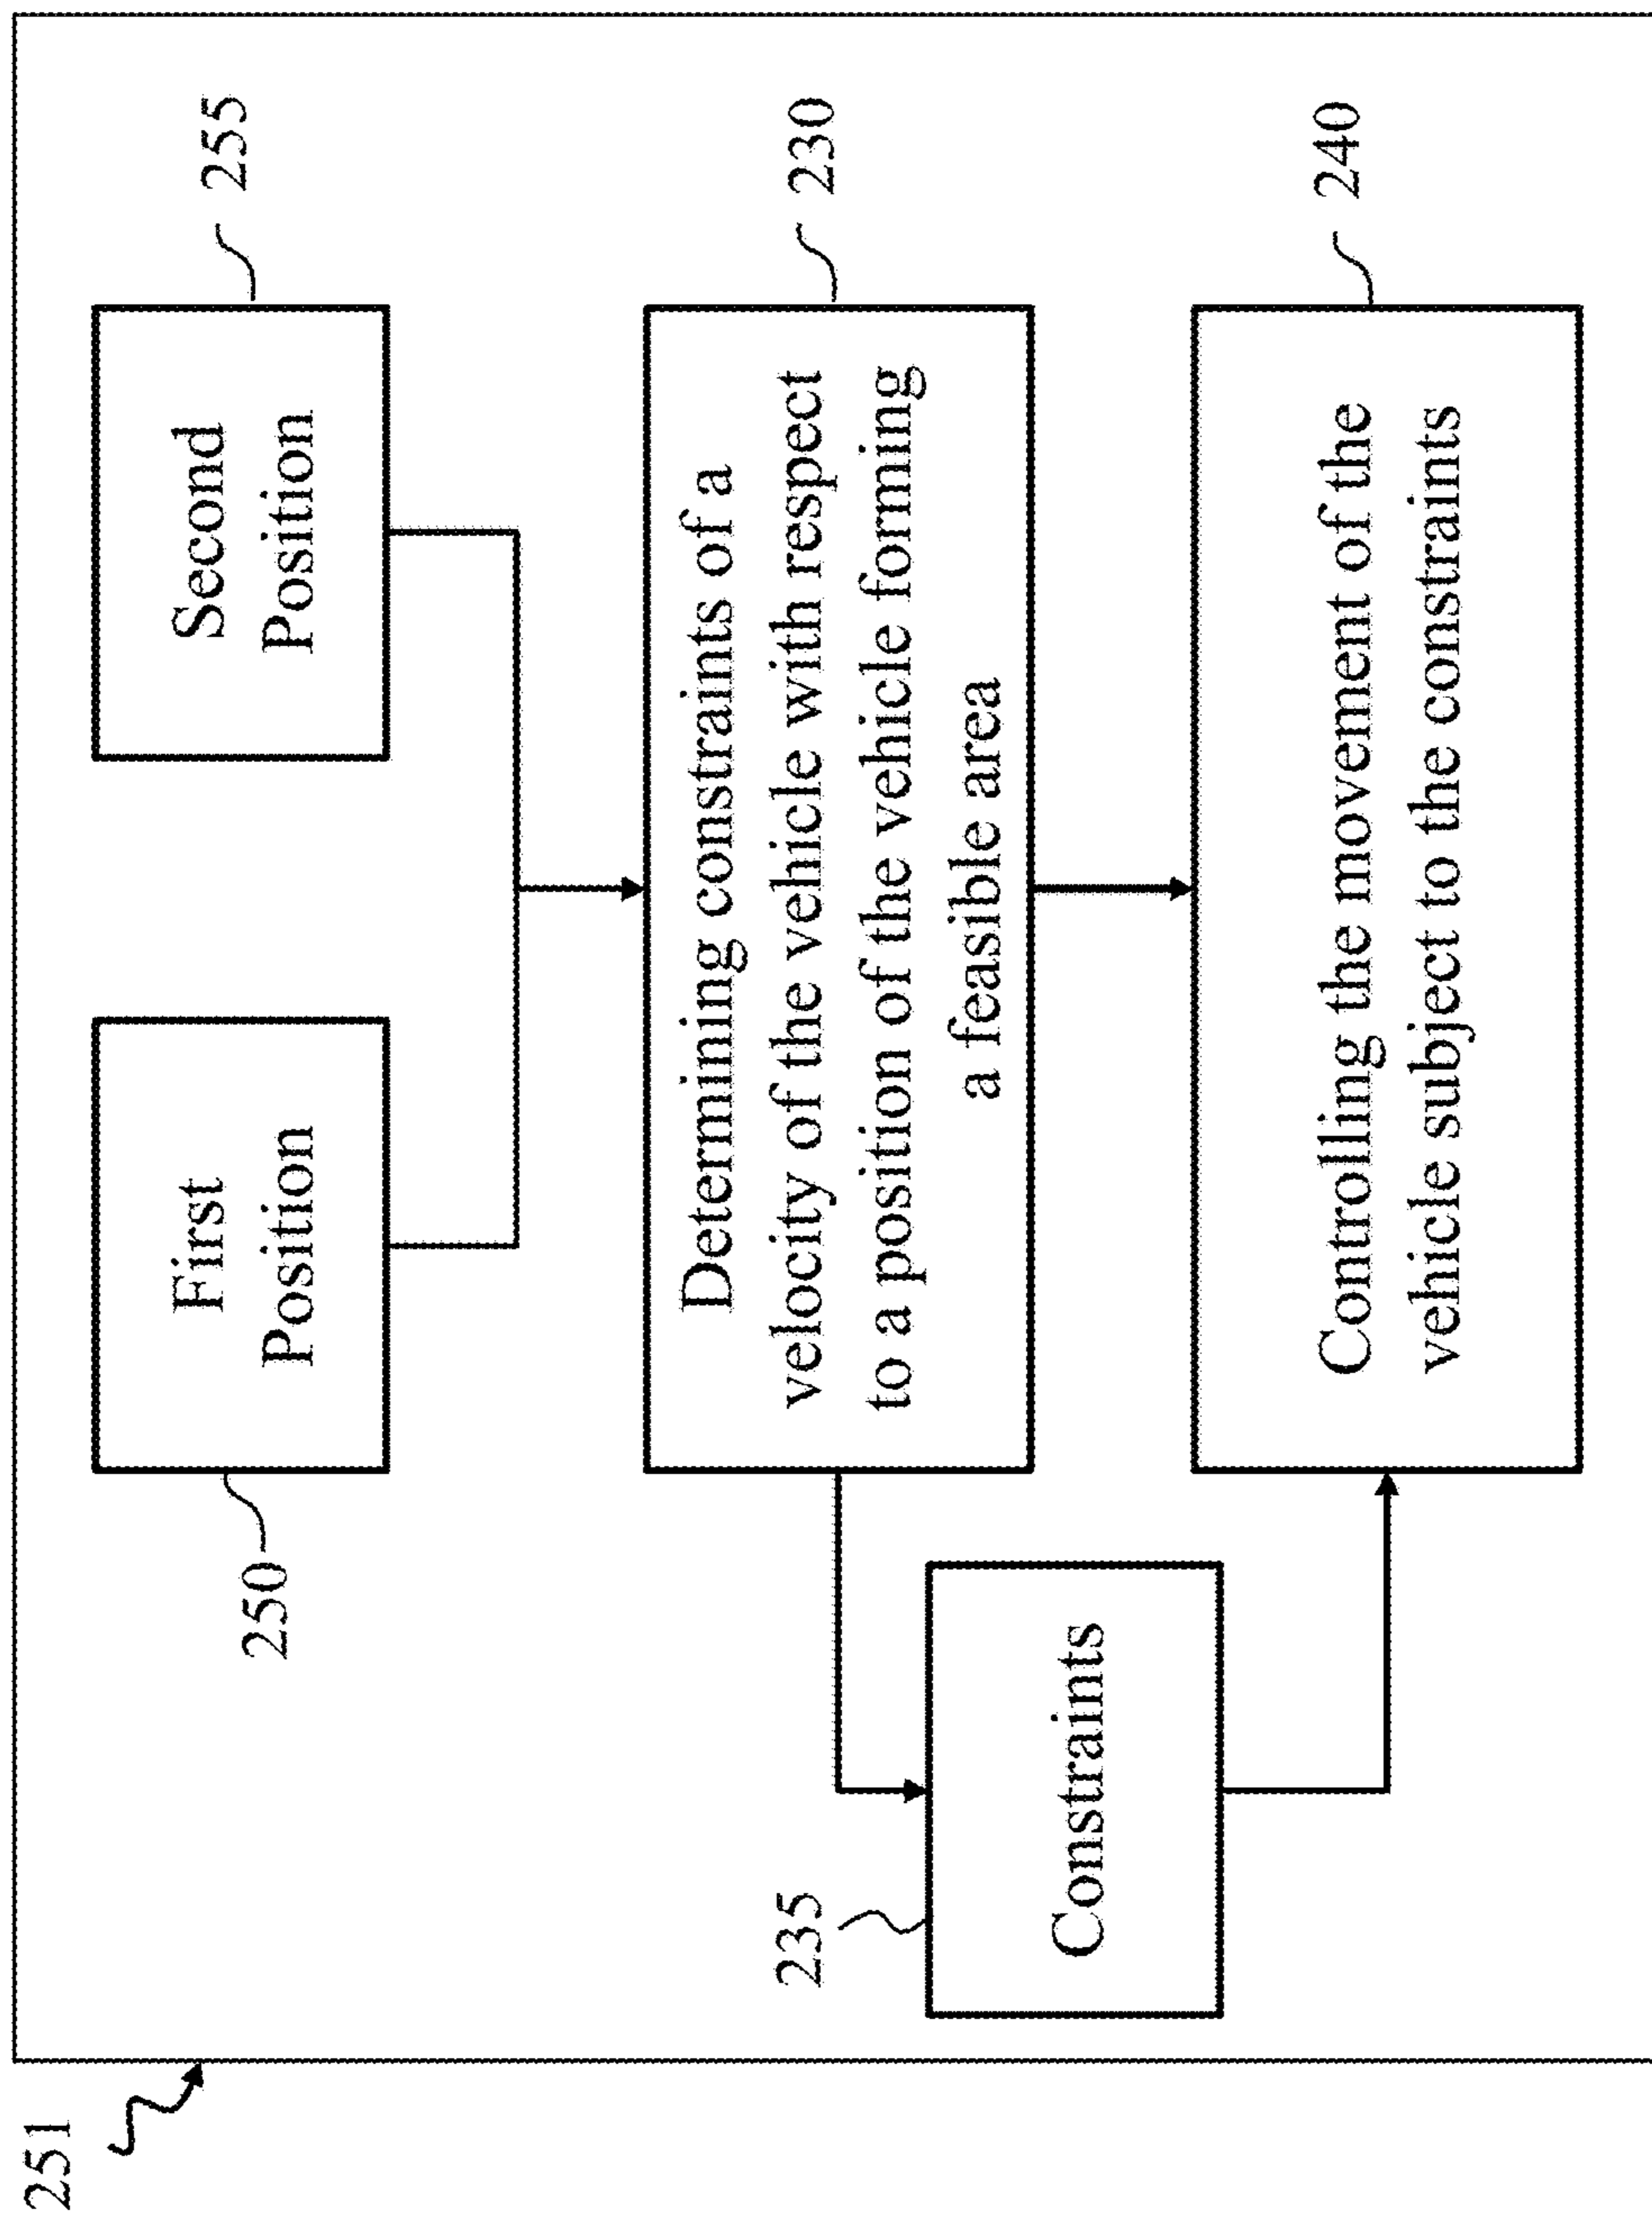 251
250
First
Position
Second
Position
255
Determining constraints of a
velocity of the vehicle with respect
to a position of the vehicle forming
a feasible area
230
235
Constraints
Controlling the movement of the
vehicle subject to the constraints
240